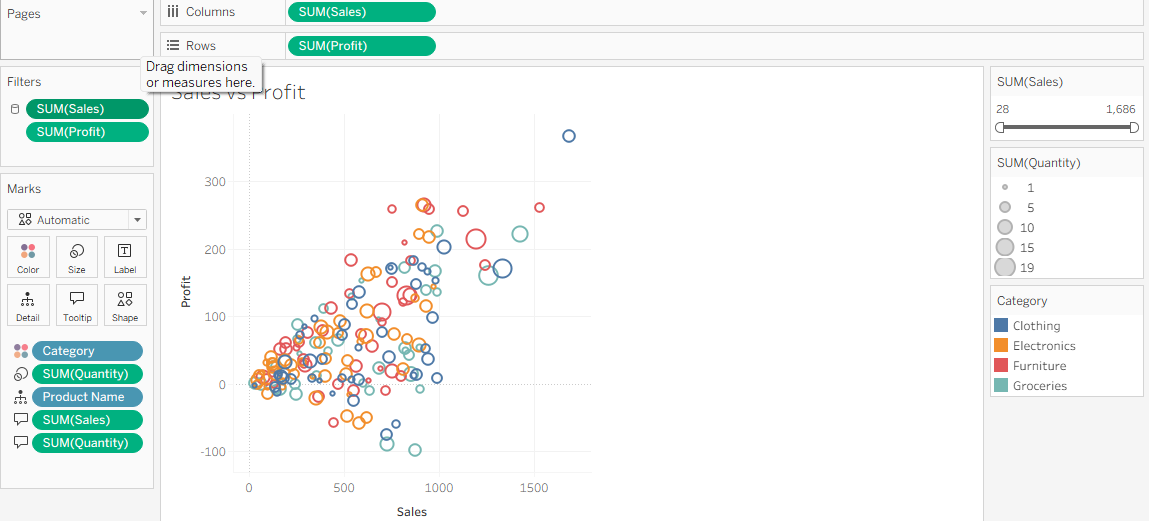 Pages
Columns
SUM(Sales)
Rows
SUM(Profit)
Drag dimensions
or measures here.
Filters
SUM(Sales)
SUM(Profit)
Marks
Automatic
Color
Size
Label
Detail
Tooltip
Shape
Category
SUM(Quantity)
Product Name
SUM(Sales)
SUM(Quantity)
Sales vs Profit
Profit
300
200
100
0
-100
0
500
1000
1500
Sales
SUM(Sales)
28
1,686
SUM(Quantity)
1
5
10
15
19
Category
Clothing
Electronics
Furniture
Groceries